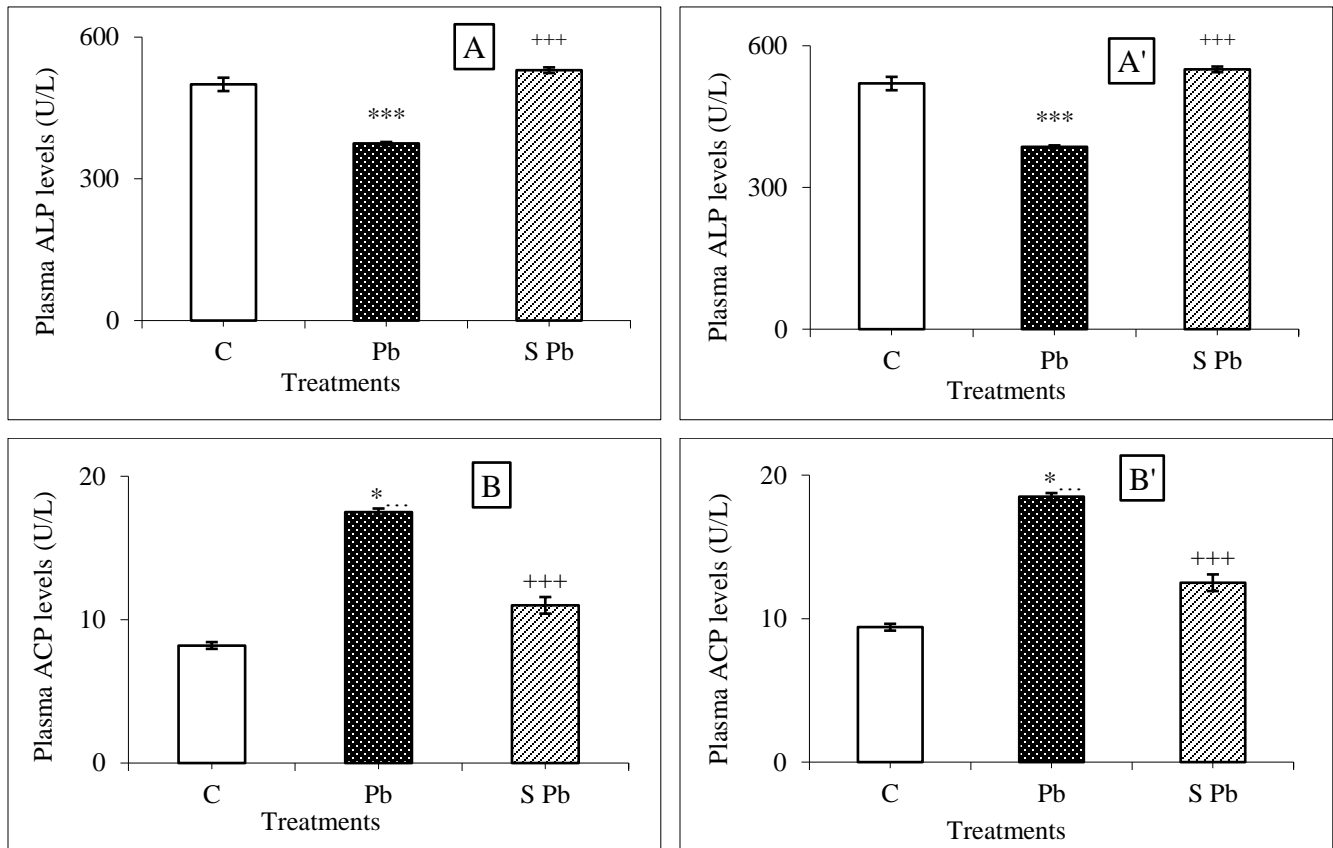 600
300
0
Plasma ALP levels (U/L)
A
***
+++
C Pb S Pb
Treatments
600
300
0
Plasma ALP levels (U/L)
A'
***
+++
C Pb S Pb
Treatments
20
10
0
Plasma ACP levels (U/L)
B
*...
+++
C Pb S Pb
Treatments
20
10
0
Plasma ACP levels (U/L)
B'
*...
+++
C Pb S Pb
Treatments